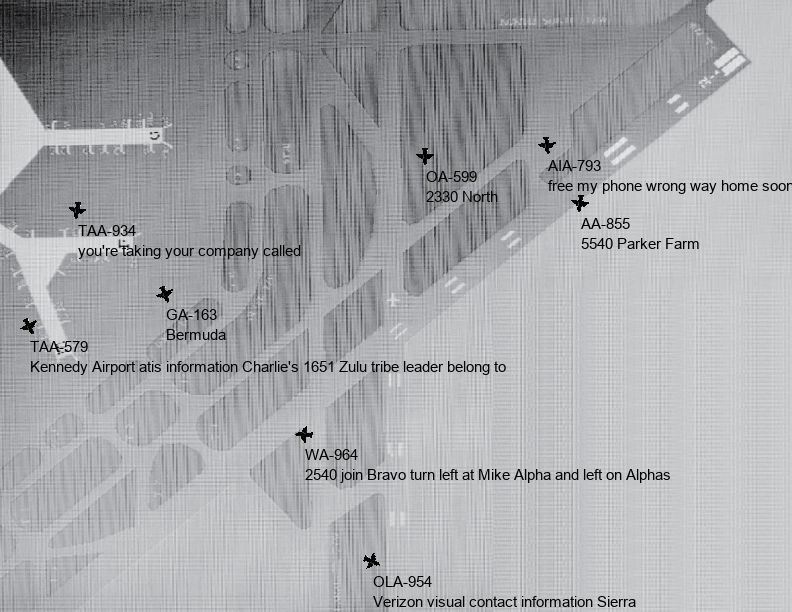 OA-599
2330 North
AIA-793
free my phone wrong way home soon
AA-855
5540 Parker Farm
TAA-934
you're taking your company called
GA-163
Bermuda
TAA-579
Kennedy Airport atis information Charlie's 1651 Zulu tribe leader belong to
WA-964
2540 join Bravo turn left at Mike Alpha and left on Alphas
OLA-954
Verizon visual contact information Sierra